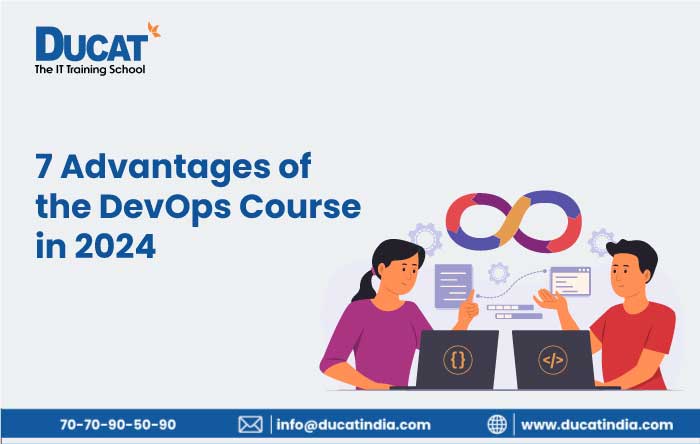 DUCAT
The IT Training School
7 Advantages of
the DevOps Course
in 2024
{}
</>
70-70-90-50-90
info@ducatindia.com
www.ducatindia.com